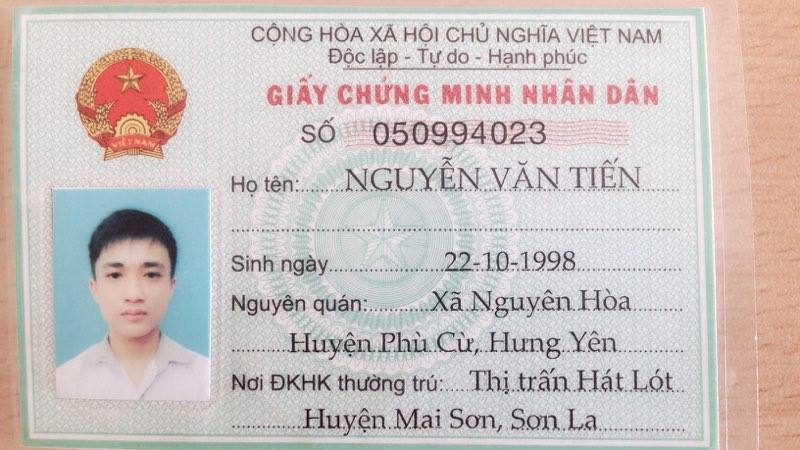 CỘNG HÒA XÃ HỘI CHỦ NGHĨA VIỆT NAM
Độc lập - Tự do - Hạnh phúc
GIẤY CHỨNG MINH NHÂN DÂN
SỐ 050994023
Họ tên: NGUYỄN VĂN TIẾN
Sinh ngày 22-10-1998
Nguyên quán: Xã Nguyên Hòa
Huyện Phù Cừ, Hưng Yên
Nơi ĐKHK thường trú: Thị trấn Hát Lót
Huyện Mai Sơn, Sơn La
VIỆT NAM